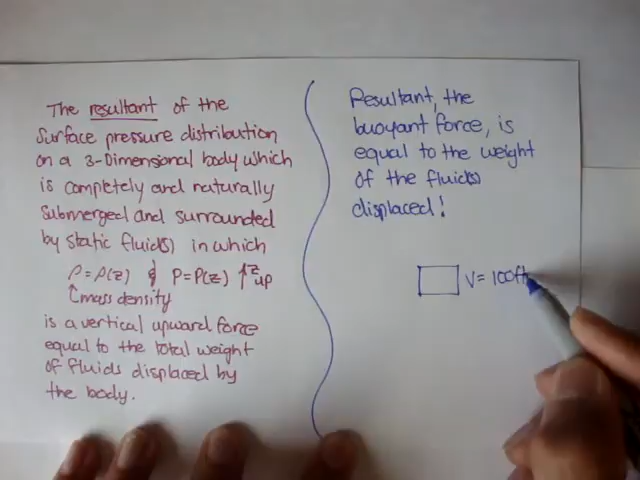 The resultant of the
surface pressure distribution
on a 3-Dimensional body which
is completely and naturally
submerged and surrounded
by static fluid(s) in which
ρ=ρ(z) & P=P(z) ↑z up
↑mass density
is a vertical upward force
equal to the total weight
of fluids displaced by
the body.
Resultant, the
buoyant force, is
equal to the weight
of the fluid(s)
displaced!
V= 100ft